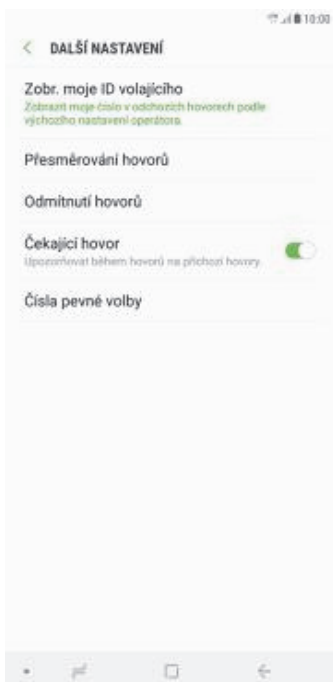 10:00
DALŠÍ NASTAVENÍ
Zobr. moje ID volajícího
Zobrazit moje číslo v odchozích hovorech podle
výchozího nastavení operátora.
Přesměrování hovorů
Odmítnutí hovorů
Čekající hovor
Upozorňovat během hovorů na příchozí hovory.
Čísla pevné volby